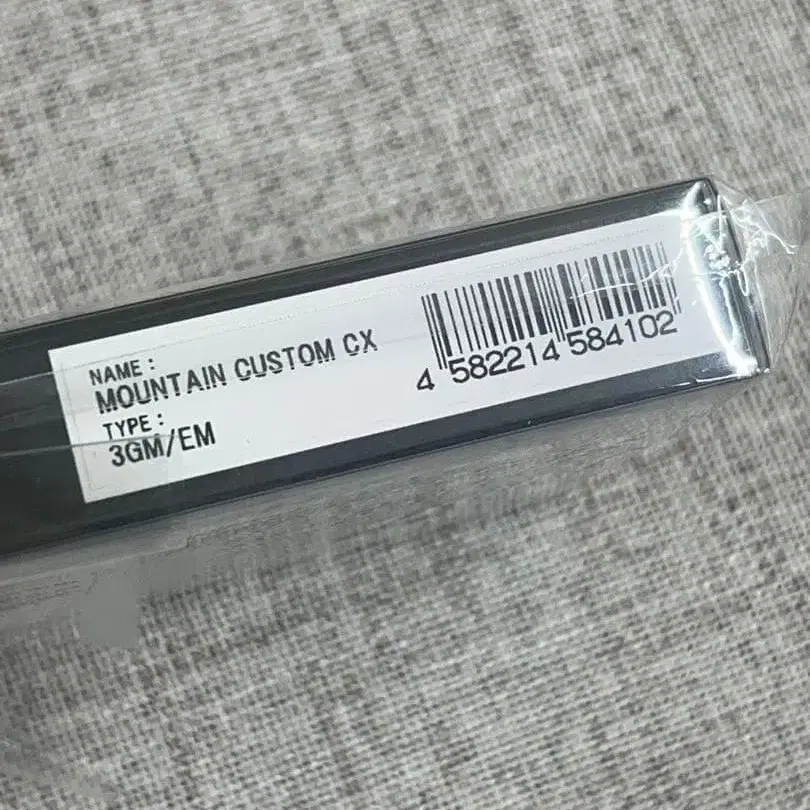 NAME :
MOUNTAIN CUSTOM CX
TYPE :
3GM/EM
4 582214 584102